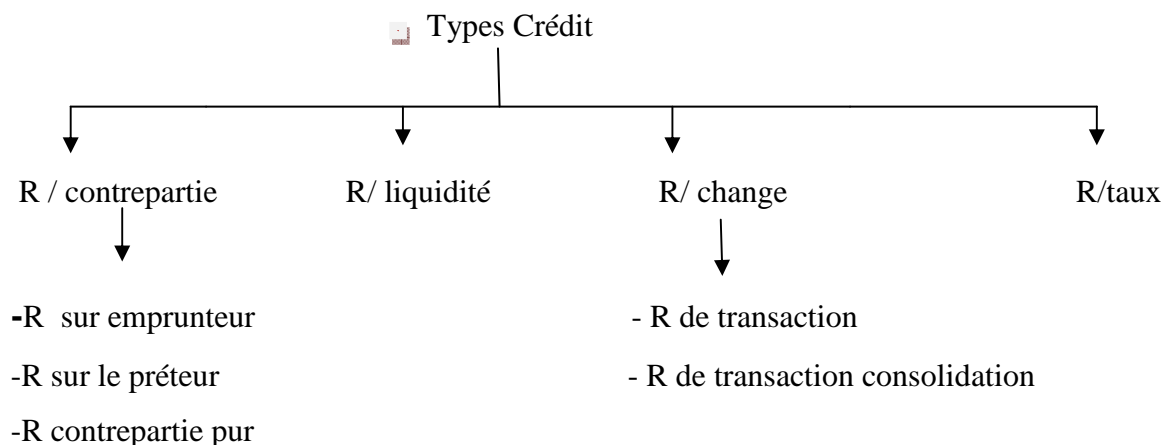 Types Crédit
R / contrepartie R/ liquidité R/ change R/taux
-R sur emprunteur - R de transaction
-R sur le préteur - R de transaction consolidation
-R contrepartie pur